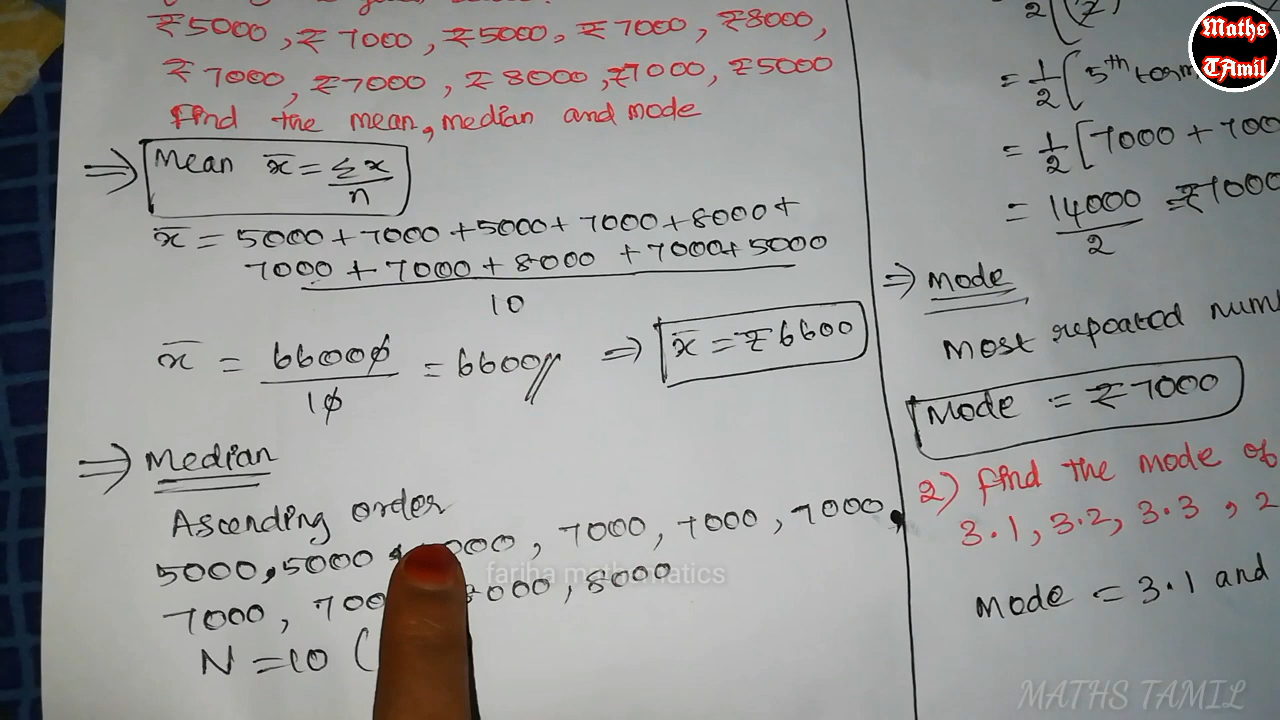 ₹5000, ₹7000, ₹5000, ₹7000, ₹8000,
₹7000, ₹7000, ₹8000, ₹7000, ₹5000
Find the mean, median and mode
⇒ Mean x̄ = Σx/n
x̄ = 5000+7000+5000+7000+8000+
7000+7000+8000+7000+5000
10
x̄ = 66000/10 = 6600// ⇒ x̄ = ₹6600
⇒ Median
Ascending order
5000, 5000 000, 7000, 7000, 7000,
7000, 700 8000, 8000
N = 10 (
= 1/2 (5th term
= 1/2 [7000 + 700
= 14000/2 = ₹7000
⇒ Mode
Most repeated num
Mode = ₹7000
2) Find the mode of
3.1, 3.2, 3.3, 2
mode = 3.1 and
Maths
TAmil
fariha mathematics
MATHS TAMIL